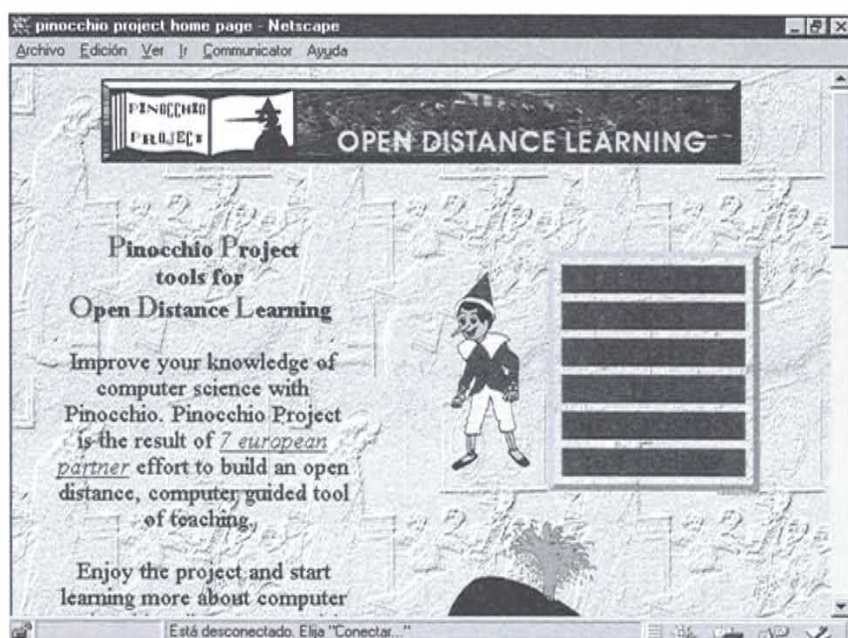 pinocchio project home page - Netscape
Archivo Edición Ver Ir Communicator Ayuda
PINOCCHIO
PROJECT
OPEN DISTANCE LEARNING
Pinocchio Project
tools for
Open Distance Learning
Improve your knowledge of
computer science with
Pinocchio. Pinocchio Project
is the result of 7 european
partner effort to build an open
distance, computer guided tool
of teaching.
Enjoy the project and start
learning more about computer
Está desconectado. Elija "Conectar..."